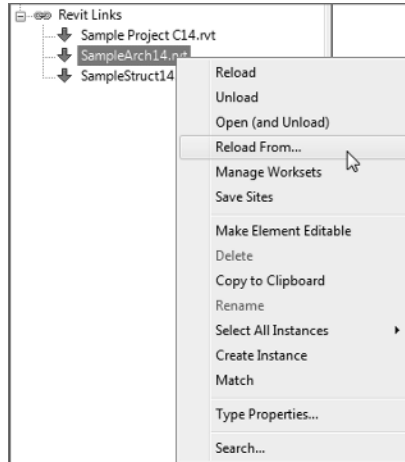 Revit Links
Sample Project C14.rvt
SampleArch14.rvt
SampleStruct14
Reload
Unload
Open (and Unload)
Reload From...
Manage Worksets
Save Sites
Make Element Editable
Delete
Copy to Clipboard
Rename
Select All Instances
Create Instance
Match
Type Properties...
Search...